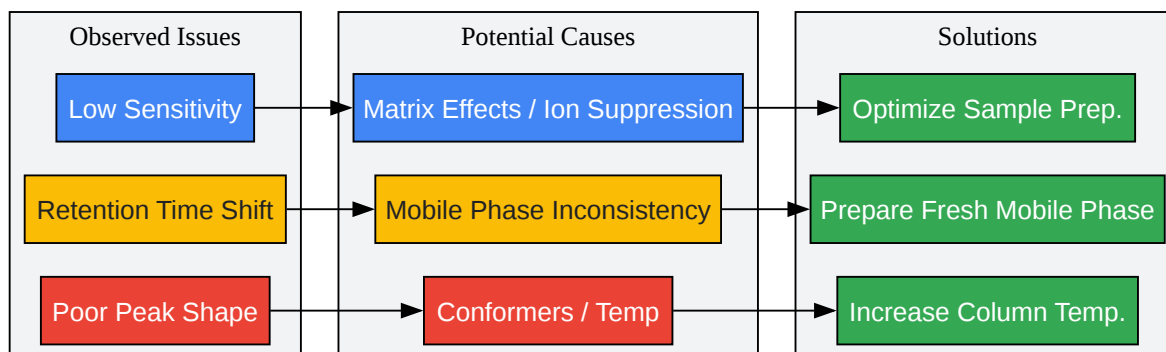 Observed Issues
Potential Causes
Solutions
Low Sensitivity
Matrix Effects / Ion Suppression
Optimize Sample Prep.
Retention Time Shift
Mobile Phase Inconsistency
Prepare Fresh Mobile Phase
Poor Peak Shape
Conformers / Temp
Increase Column Temp.